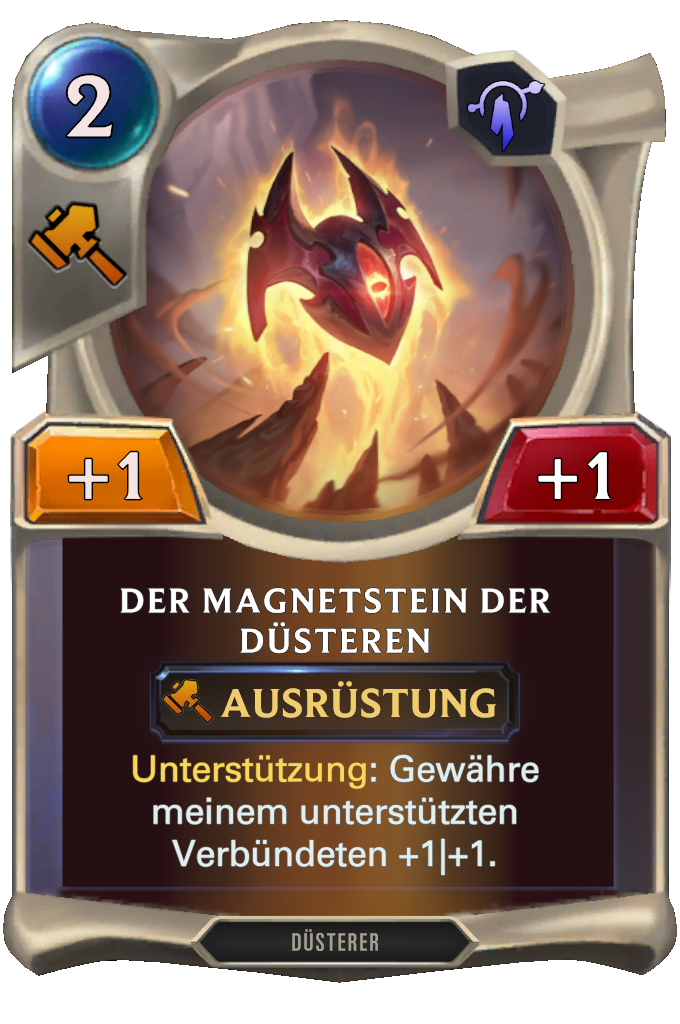 2
+1
+1
DER MAGNETSTEIN DER
DÜSTEREN
AUSRÜSTUNG
Unterstützung: Gewähre
meinem unterstützten
Verbündeten +1|+1.
DÜSTERER